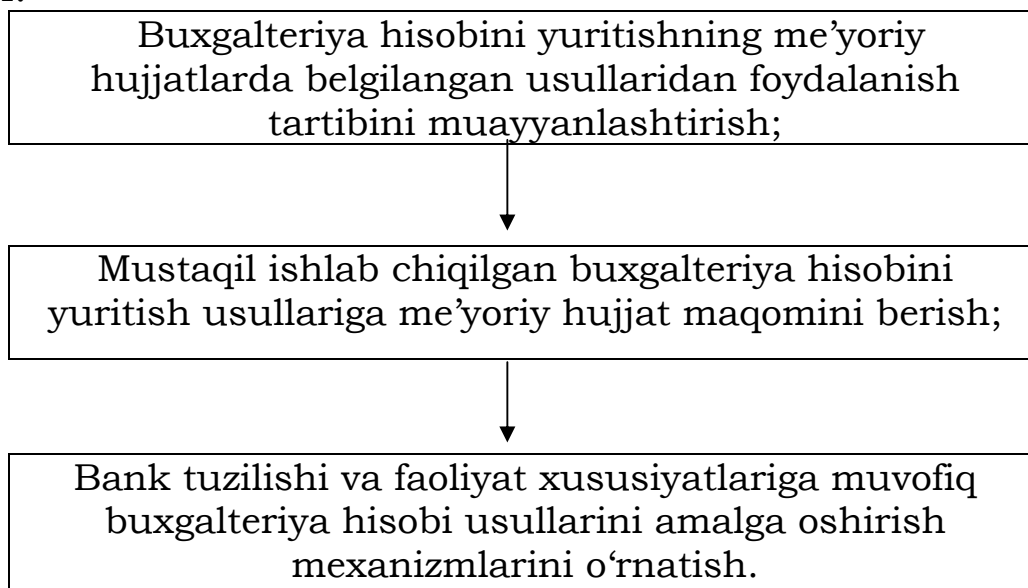 Buxgalteriya hisobini yuritishning me’yoriy
hujjatlarda belgilangan usullaridan foydalanish
tartibini muayyanlashtirish;
Mustaqil ishlab chiqilgan buxgalteriya hisobini
yuritish usullariga me’yoriy hujjat maqomini berish;
Bank tuzilishi va faoliyat xususiyatlariga muvofiq
buxgalteriya hisobi usullarini amalga oshirish
mexanizmlarini o‘rnatish.